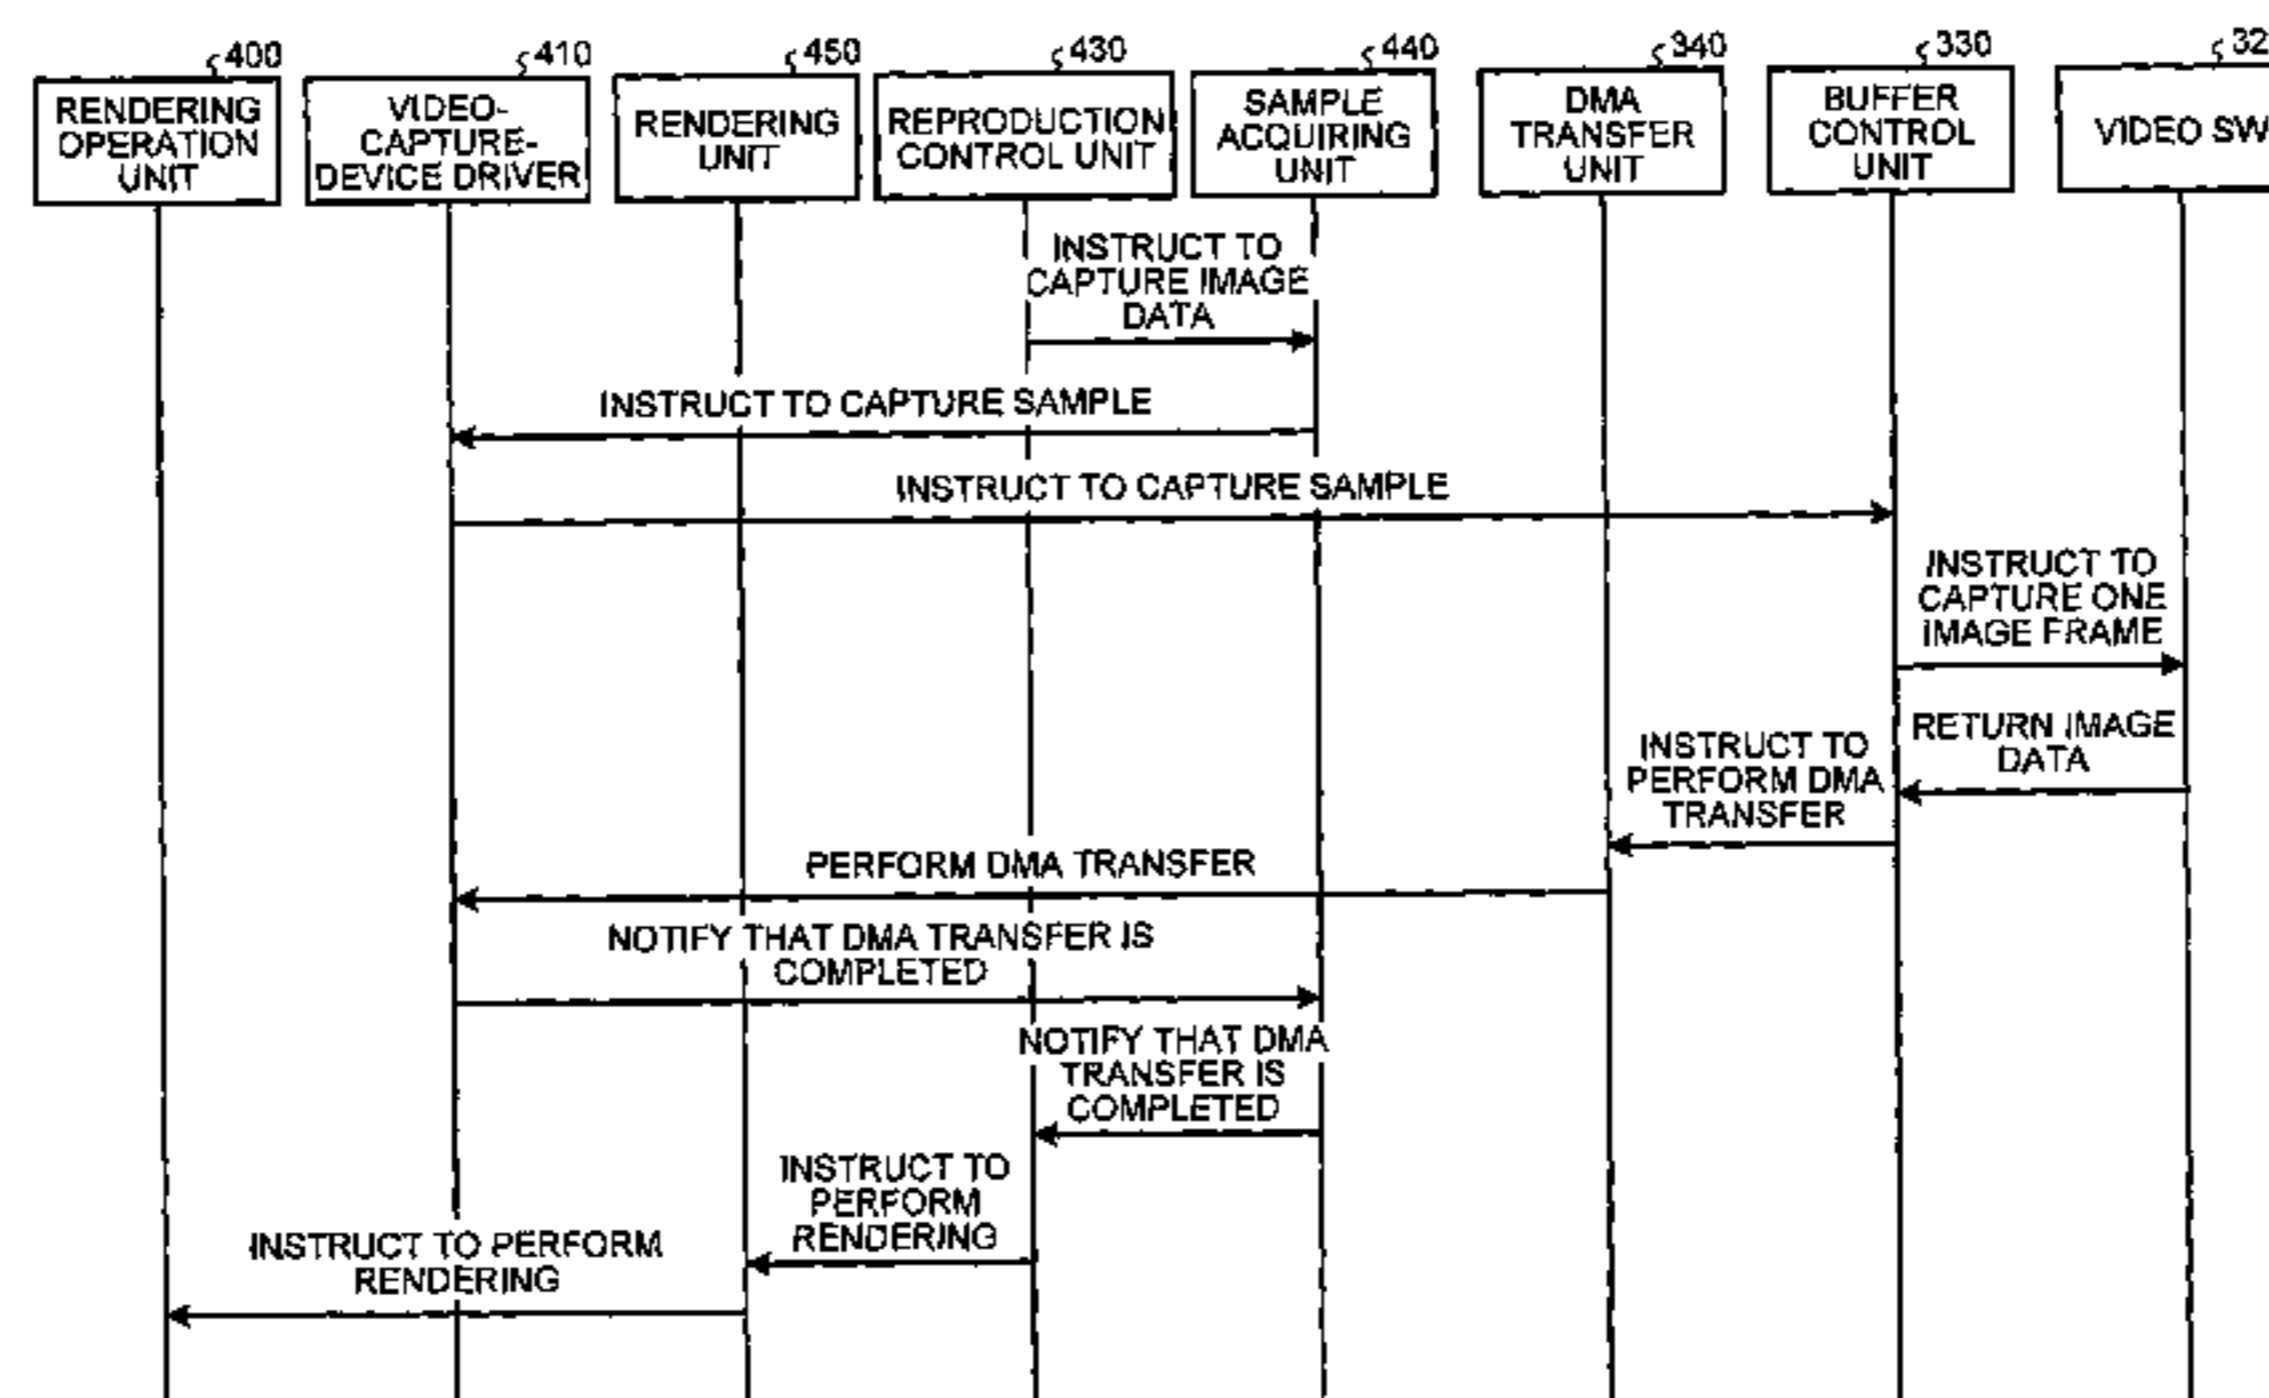 400
410
450
430
440
340
330
32
RENDERING
OPERATION
UNIT
VIDEO-
CAPTURE-
DEVICE DRIVER
RENDERING
UNIT
REPRODUCTION
CONTROL UNIT
SAMPLE
ACQUIRING
UNIT
DMA
TRANSFER
UNIT
BUFFER
CONTROL
UNIT
VIDEO SW
INSTRUCT TO
CAPTURE IMAGE
DATA
INSTRUCT TO CAPTURE SAMPLE
INSTRUCT TO CAPTURE SAMPLE
INSTRUCT TO
CAPTURE ONE
IMAGE FRAME
RETURN IMAGE
DATA
INSTRUCT TO
PERFORM DMA
TRANSFER
PERFORM DMA TRANSFER
NOTIFY THAT DMA TRANSFER IS
COMPLETED
NOTIFY THAT DMA
TRANSFER IS
COMPLETED
INSTRUCT TO
PERFORM
RENDERING
INSTRUCT TO PERFORM
RENDERING